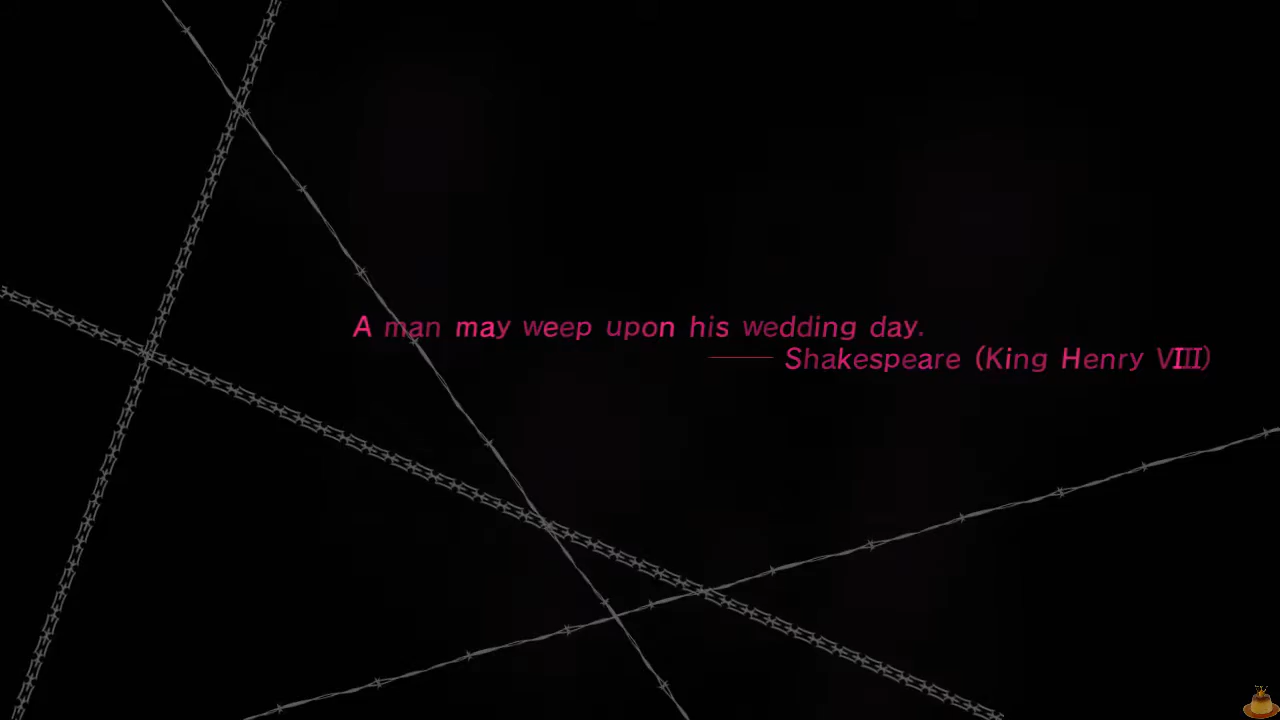 A man may weep upon his wedding day.
—— Shakespeare (King Henry VIII)